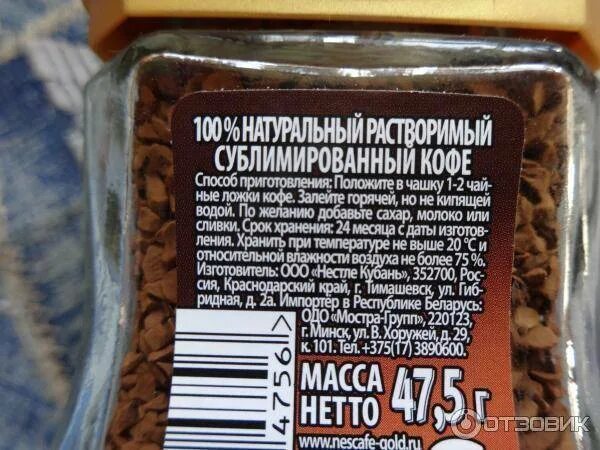 100% НАТУРАЛЬНЫЙ РАСТВОРИМЫЙ
СУБЛИМИРОВАННЫЙ КОФЕ
Способ приготовления: Положите в чашку 1-2 чай-
ные ложки кофе. Залейте горячей, но не кипящей
водой. По желанию добавьте сахар, молоко или
сливки. Срок хранения: 24 месяца с даты изготов-
ления. Хранить при температуре не выше 20 °С и
относительной влажности воздуха не более 75 %.
Изготовитель: ООО «Нестле Кубань», 352700, Рос-
сия, Краснодарский край, г. Тимашевск, ул. Гиб-
ридная, д. 2а. Импортёр в Республике Беларусь:
ОДО «Мостра-Групп», 220123,
г. Минск, ул. В. Хоружей, д. 29,
к. 101. Тел. +375(17) 3890600.
47561>
МАССА
НЕТТО 47,5 г
www.nescafe-gold.ru
ОТЗОВИК